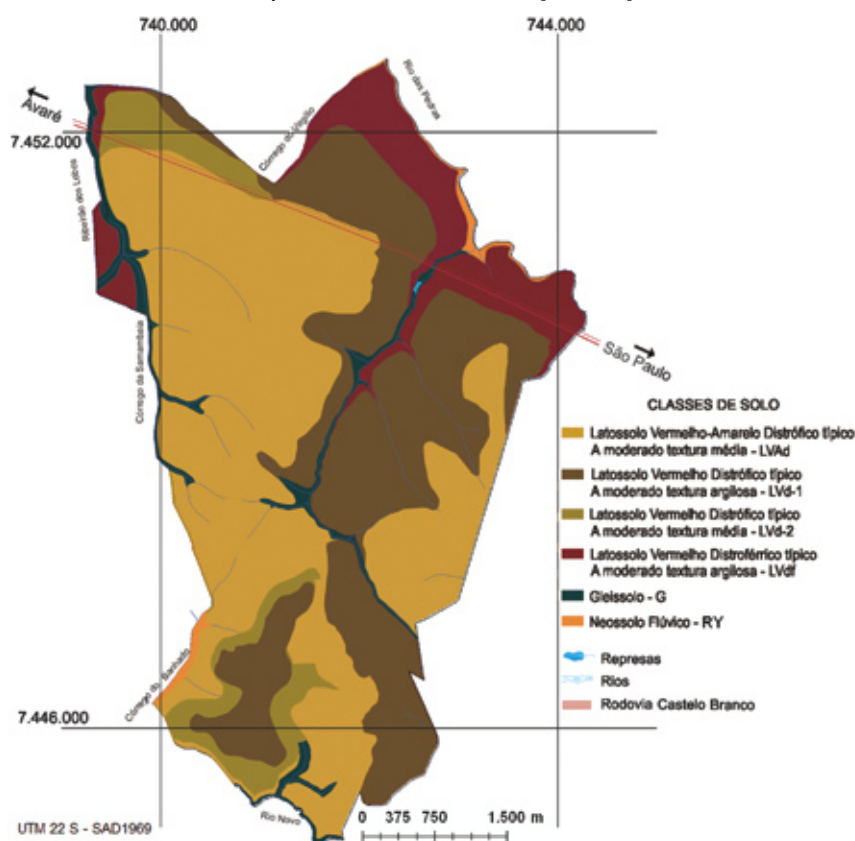 740.000
744.000
Avaré
7.452.000
Rio das Pedras
Córrego do Virgílio
Ribeirão dos Lobos
Córrego da Samambaia
São Paulo
CLASSES DE SOLO
Latossolo Vermelho-Amarelo Distrófico típico
A moderado textura média - LVAd
Latossolo Vermelho Distrófico típico
A moderado textura argilosa - LVd-1
Latossolo Vermelho Distrófico típico
A moderado textura média - LVd-2
Latossolo Vermelho Distroférrico típico
A moderado textura argilosa - LVdf
Gleissolo - G
Neossolo Flúvico - RY
Represas
Rios
Rodovia Castelo Branco
Córrego do Banhado
7.446.000
Rio Novo
UTM 22 S - SAD1969
0 375 750 1.500 m